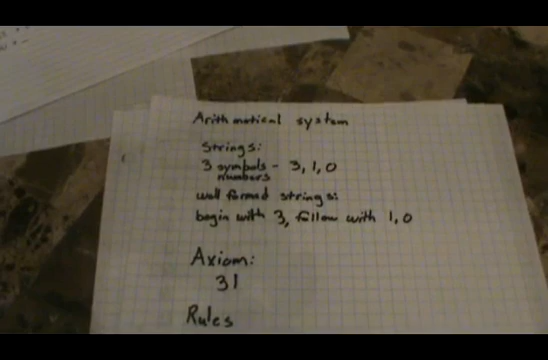 Arithmatical system
Strings:
3 symbols - 3, 1, 0
numbers
well formed strings:
begin with 3, follow with 1, 0
Axiom:
31
Rules